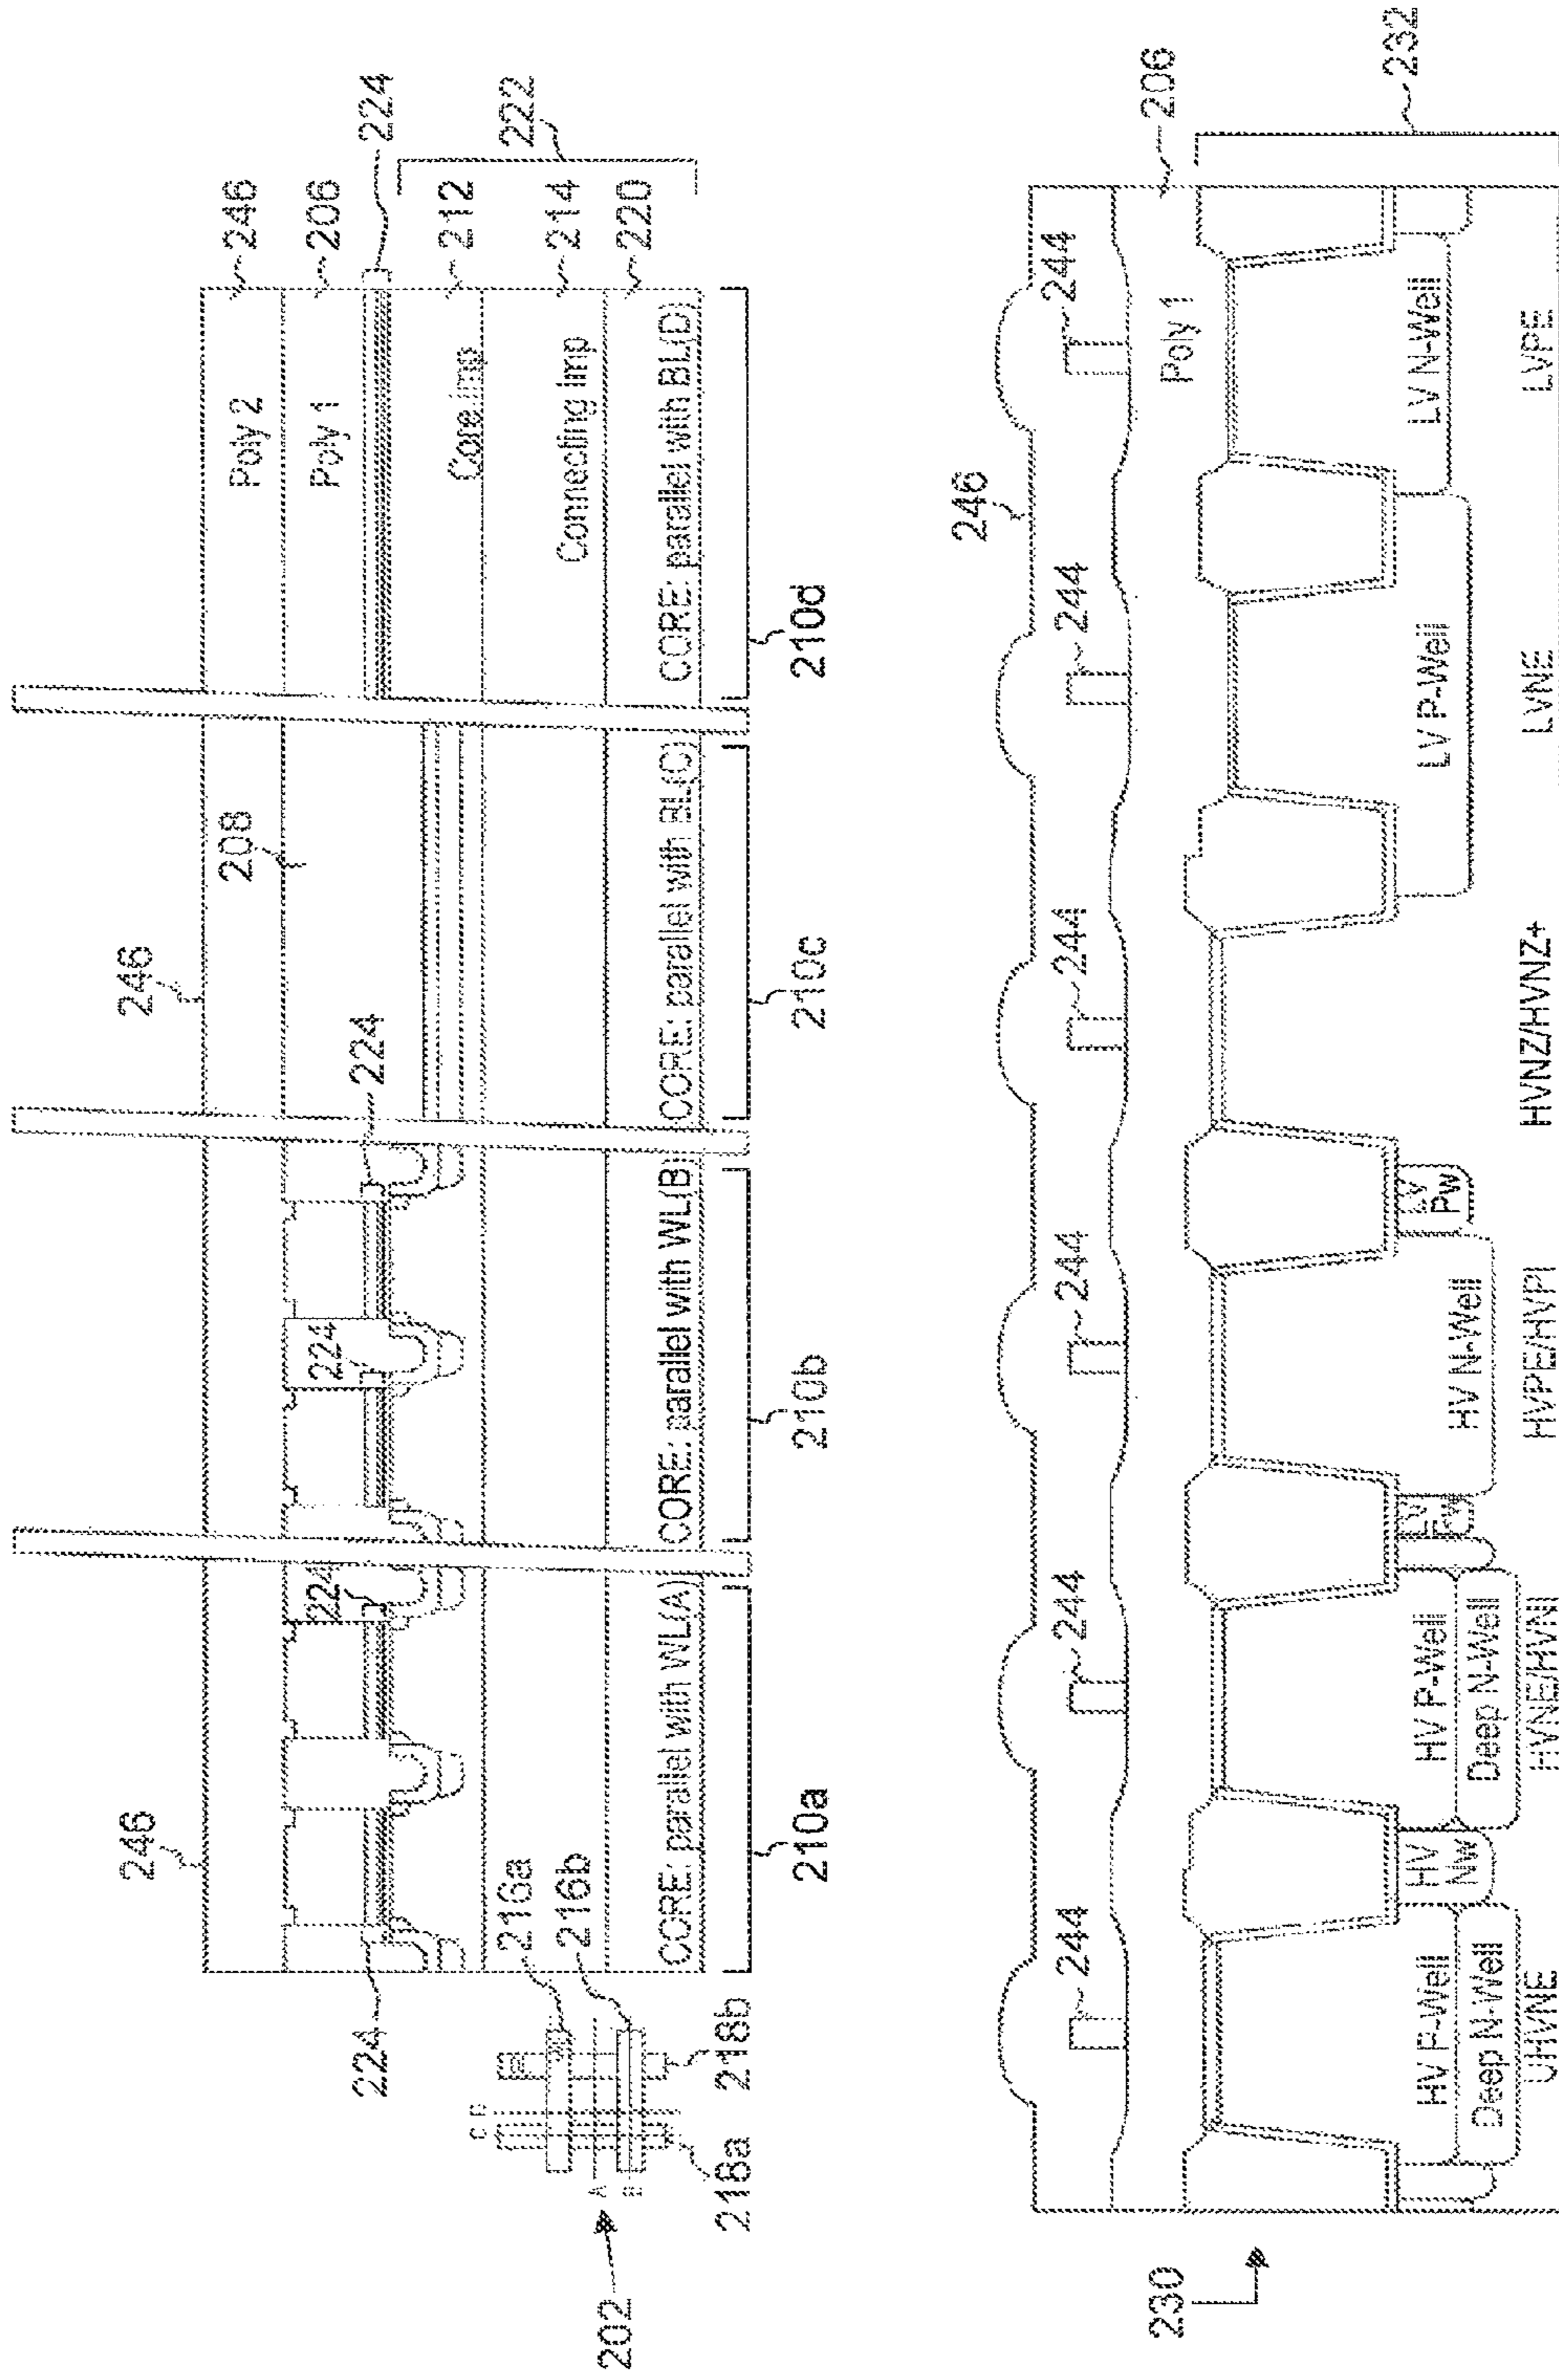 246
246
Poly 2
246
208
Poly 1
206
224
224
224
224
224
Core imp
212
222
Connecting imp
214
216a
216b
CORE: parallel with WL(A)
CORE: parallel with WL(B)
CORE: parallel with BL(C)
CORE: parallel with BL(D)
220
C D
A
B
202
218a
218b
210a
210b
210c
210d
246
244
244
244
244
244
244
Poly 1
206
230
232
HV P-Well
HV Nw
HV P-Well
HV N-Well
LV Pw
LV P-Well
LV N-Well
Deep N-Well
Deep N-Well
UHVNE
HVNE/HVNI
HVPE/HVPI
HVNZ/HVNZ+
LVNE
LVPE